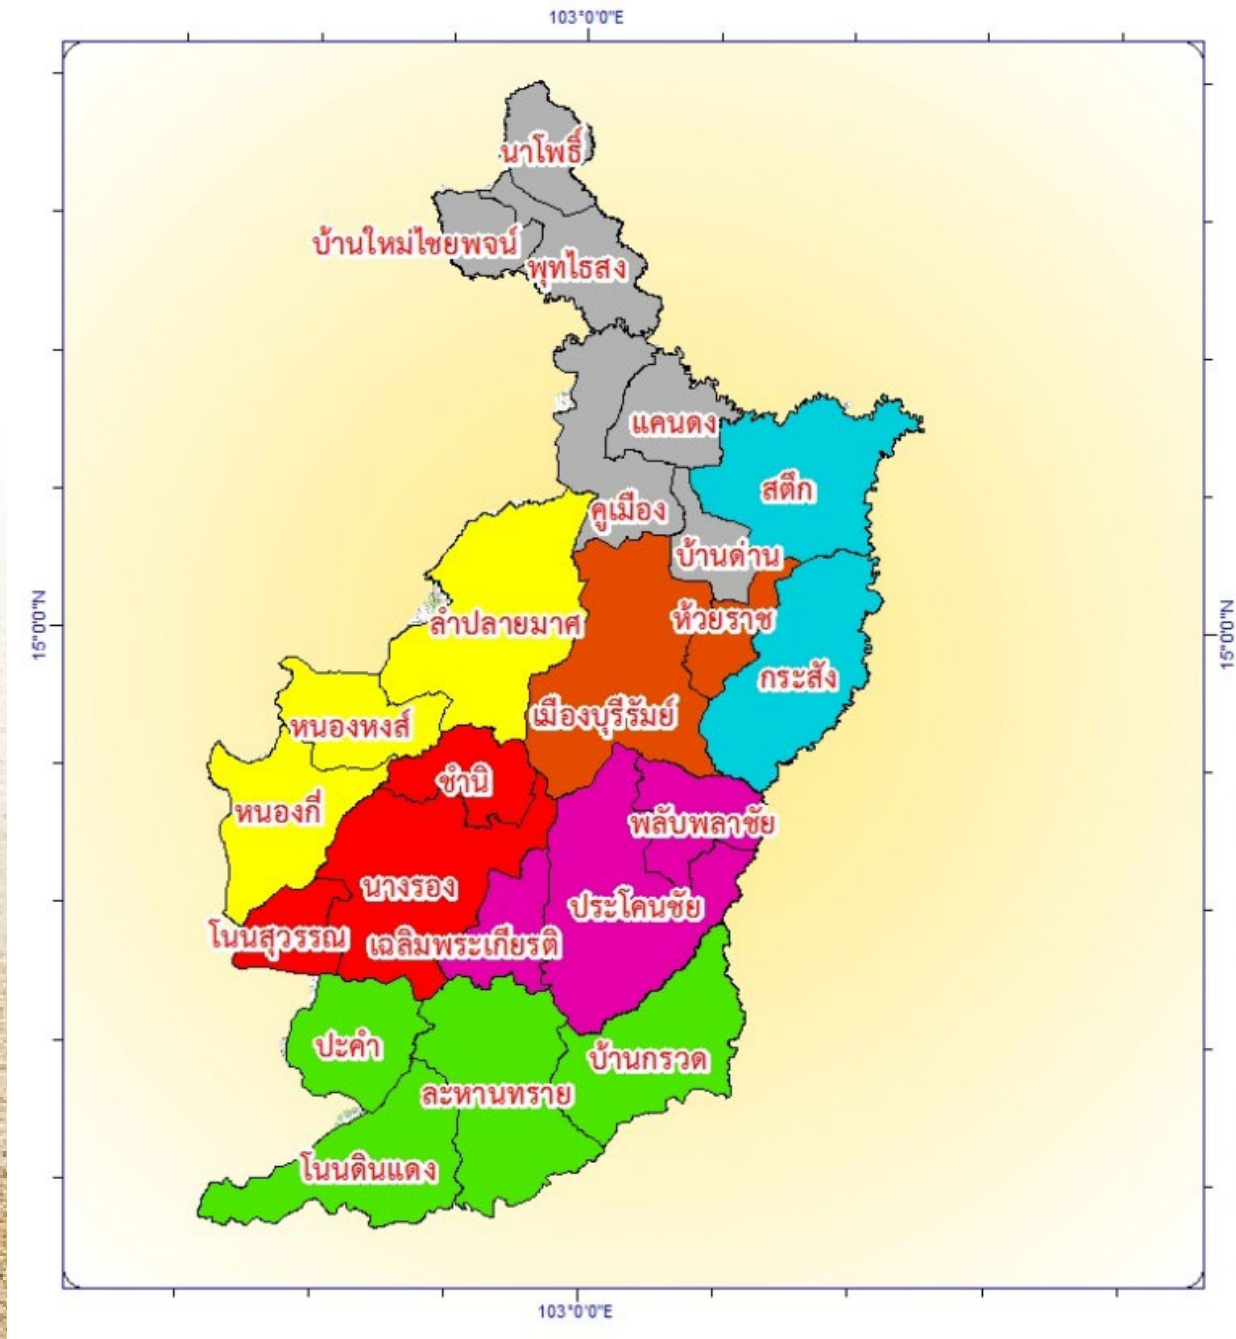 103°0'0"E
นาโพธิ์
บ้านใหม่ไชยพจน์
พุทไธสง
แคนดง
สตึก
คูเมือง
บ้านด่าน
ห้วยราช
ลำปลายมาศ
15°0'0"N
15°0'0"N
กระสัง
เมืองบุรีรัมย์
หนองหงส์
ชำนิ
หนองกี่
พลับพลาชัย
นางรอง
ประโคนชัย
โนนสุวรรณ
เฉลิมพระเกียรติ
ปะคำ
บ้านกรวด
ละหานทราย
โนนดินแดง
103°0'0"E